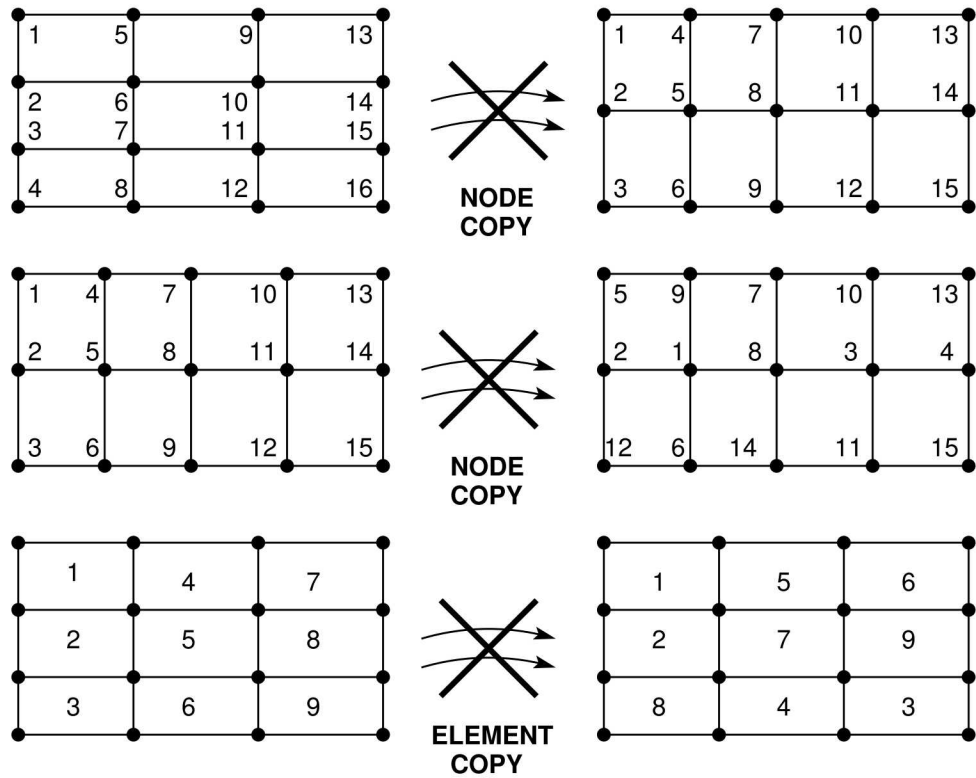 1 5 9 13
2 6 10 14
3 7 11 15
4 8 12 16
NODE
COPY
1 4 7 10 13
2 5 8 11 14
3 6 9 12 15
1 4 7 10 13
2 5 8 11 14
3 6 9 12 15
NODE
COPY
5 9 7 10 13
2 1 8 3 4
12 6 14 11 15
1 4 7
2 5 8
3 6 9
ELEMENT
COPY
1 5 6
2 7 9
8 4 3